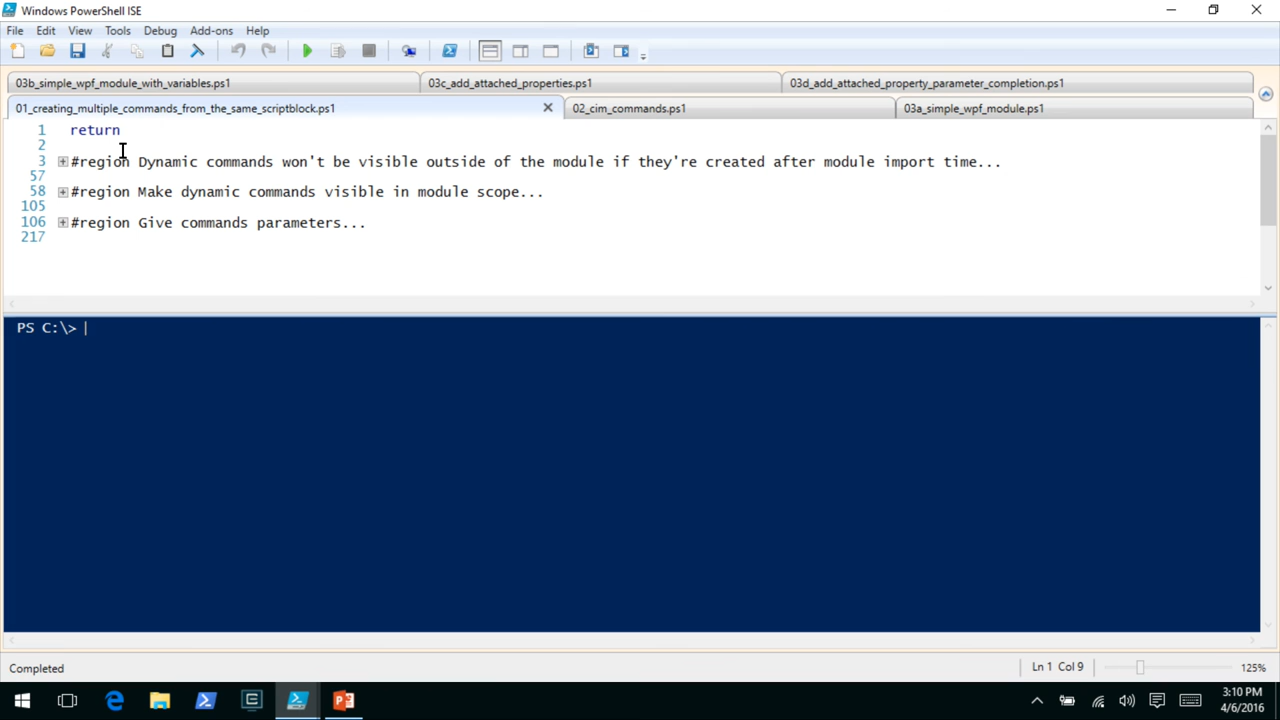 Windows PowerShell ISE
File Edit View Tools Debug Add-ons Help
03b_simple_wpf_module_with_variables.ps1 03c_add_attached_properties.ps1 03d_add_attached_property_parameter_completion.ps1
01_creating_multiple_commands_from_the_same_scriptblock.ps1 02_cim_commands.ps1 03a_simple_wpf_module.ps1
1 return
2
3 #region Dynamic commands won't be visible outside of the module if they're created after module import time...
57
58 #region Make dynamic commands visible in module scope...
105
106 #region Give commands parameters...
217
PS C:\>
Completed Ln 1 Col 9 125%
3:10 PM
4/6/2016